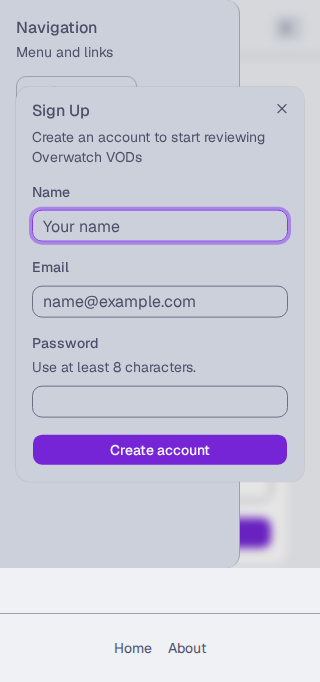 Navigation
Menu and links
Sign Up
Create an account to start reviewing
Overwatch VODs
Name
Your name
Email
name@example.com
Password
Use at least 8 characters.
Create account
Home About